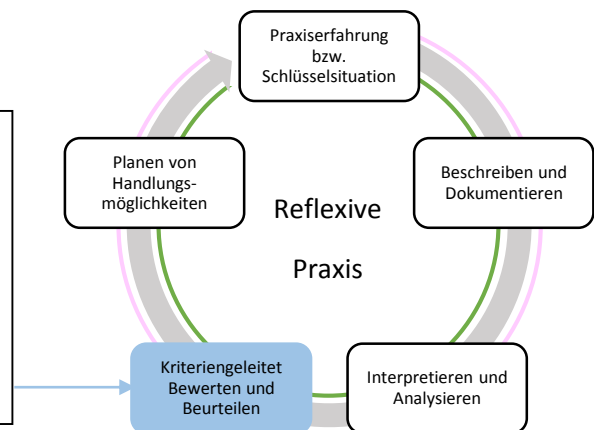 Praxiserfahrung
bzw.
Schlüsselsituation
Planen von
Handlungs-
möglichkeiten
Beschreiben und
Dokumentieren
Reflexive
Praxis
Kriteriengeleitet
Bewerten und
Beurteilen
Interpretieren und
Analysieren